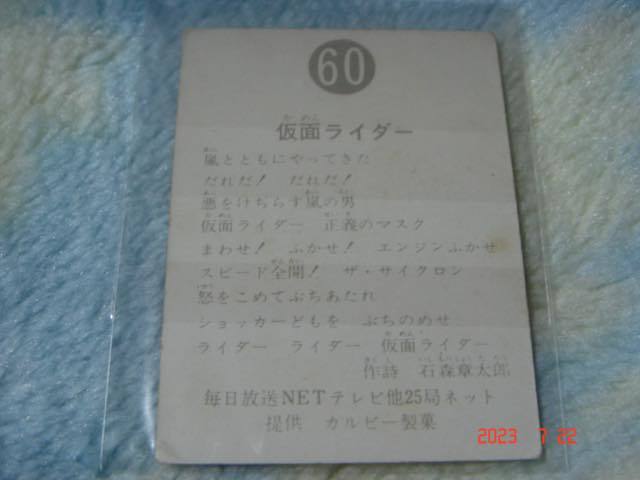 60
仮面ライダー
嵐とともにやってきた
だれだ! だれだ!
悪をけちらす嵐の男
仮面ライダー 正義のマスク
まわせ! ふかせ! エンジンふかせ
スピード全開! ザ・サイクロン
怒をこめてぶちあたれ
ショッカーどもを ぶちのめせ
ライダー ライダー 仮面ライダー
作詩 石森章太郎
毎日放送NETテレビ他25局ネット
提供 カルビー製菓
2023 7 22